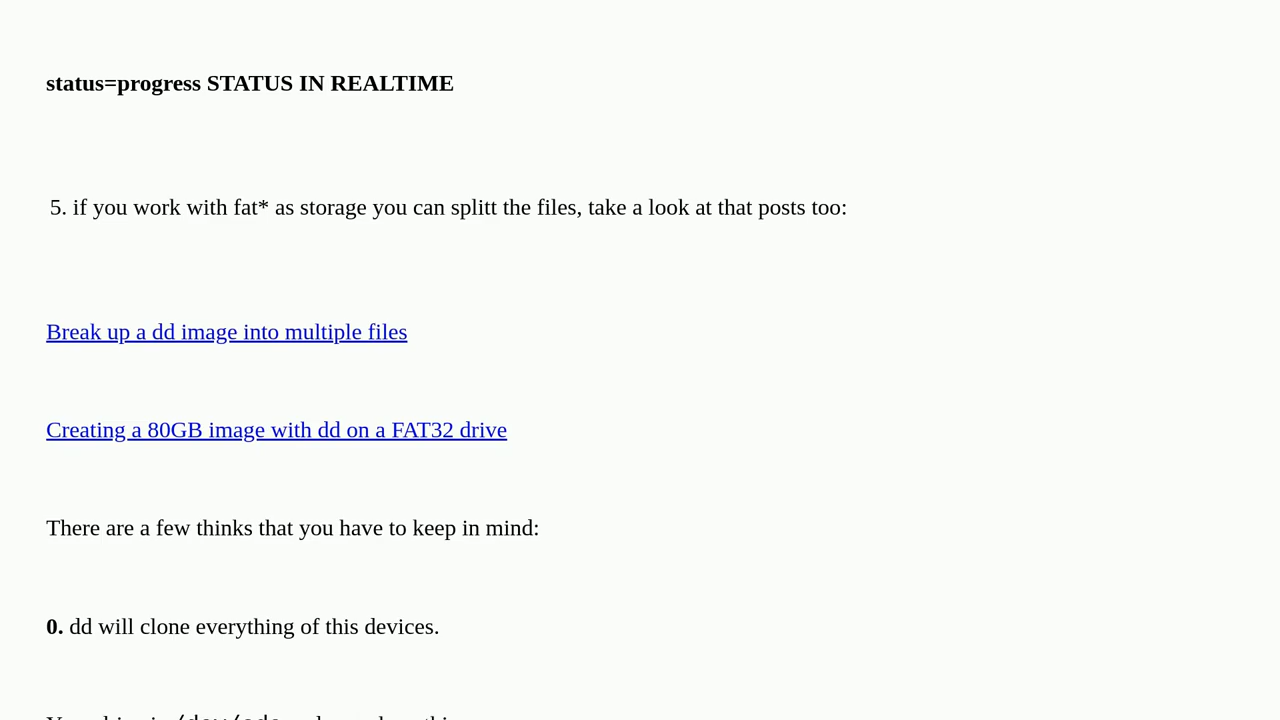 status=progress STATUS IN REALTIME
5. if you work with fat* as storage you can splitt the files, take a look at that posts too:
Break up a dd image into multiple files
Creating a 80GB image with dd on a FAT32 drive
There are a few thinks that you have to keep in mind:
0. dd will clone everything of this devices.